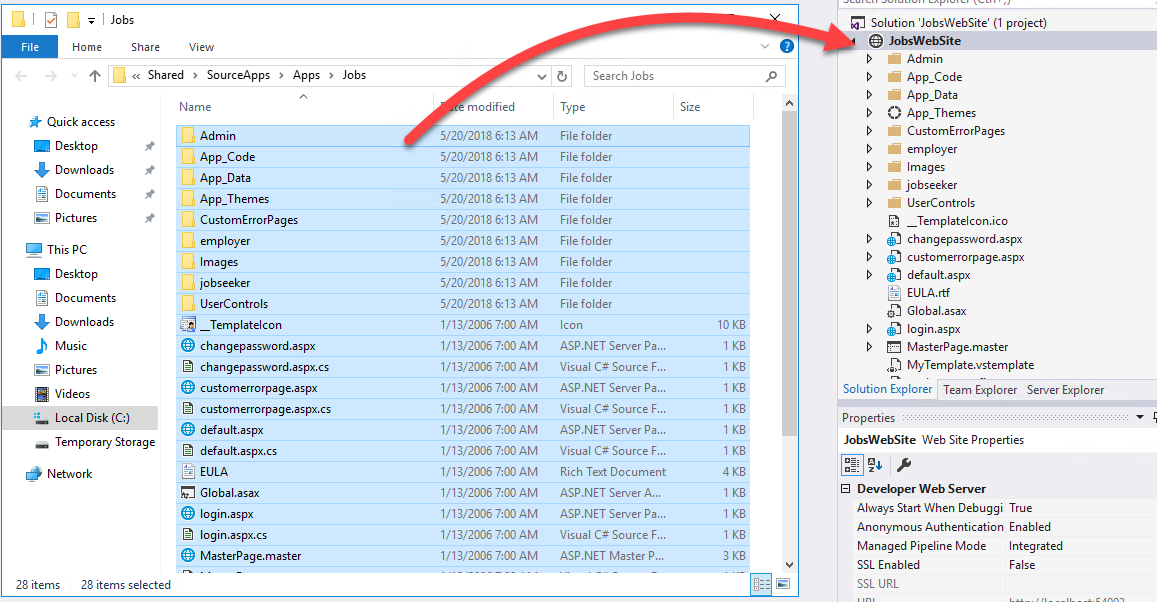 Jobs
File Home Share View
« Shared › SourceApps › Apps › Jobs
Search Jobs
Name Date modified Type Size
Quick access
Desktop
Downloads
Documents
Pictures
This PC
Desktop
Documents
Downloads
Music
Pictures
Videos
Local Disk (C:)
Temporary Storage
Network
Admin 5/20/2018 6:13 AM File folder
App_Code 5/20/2018 6:13 AM File folder
App_Data 5/20/2018 6:13 AM File folder
App_Themes 5/20/2018 6:13 AM File folder
CustomErrorPages 5/20/2018 6:13 AM File folder
employer 5/20/2018 6:13 AM File folder
Images 5/20/2018 6:13 AM File folder
jobseeker 5/20/2018 6:13 AM File folder
UserControls 5/20/2018 6:13 AM File folder
__TemplateIcon 1/13/2006 7:00 AM Icon 10 KB
changepassword.aspx 1/13/2006 7:00 AM ASP.NET Server Pa... 1 KB
changepassword.aspx.cs 1/13/2006 7:00 AM Visual C# Source F... 1 KB
customerrorpage.aspx 1/13/2006 7:00 AM ASP.NET Server Pa... 1 KB
customerrorpage.aspx.cs 1/13/2006 7:00 AM Visual C# Source F... 1 KB
default.aspx 1/13/2006 7:00 AM ASP.NET Server Pa... 1 KB
default.aspx.cs 1/13/2006 7:00 AM Visual C# Source F... 1 KB
EULA 1/13/2006 7:00 AM Rich Text Document 4 KB
Global.asax 1/13/2006 7:00 AM ASP.NET Server A... 1 KB
login.aspx 1/13/2006 7:00 AM ASP.NET Server Pa... 1 KB
login.aspx.cs 1/13/2006 7:00 AM Visual C# Source F... 1 KB
MasterPage.master 1/13/2006 7:00 AM ASP.NET Master P... 3 KB
28 items 28 items selected
Search Solution Explorer (Ctrl+;)
Solution 'JobsWebSite' (1 project)
JobsWebSite
Admin
App_Code
App_Data
App_Themes
CustomErrorPages
employer
Images
jobseeker
UserControls
__TemplateIcon.ico
changepassword.aspx
customerrorpage.aspx
default.aspx
EULA.rtf
Global.asax
login.aspx
MasterPage.master
MyTemplate.vstemplate
Solution Explorer Team Explorer Server Explorer
Properties
JobsWebSite Web Site Properties
Developer Web Server
Always Start When Debuggi True
Anonymous Authentication Enabled
Managed Pipeline Mode Integrated
SSL Enabled False
SSL URL
URL